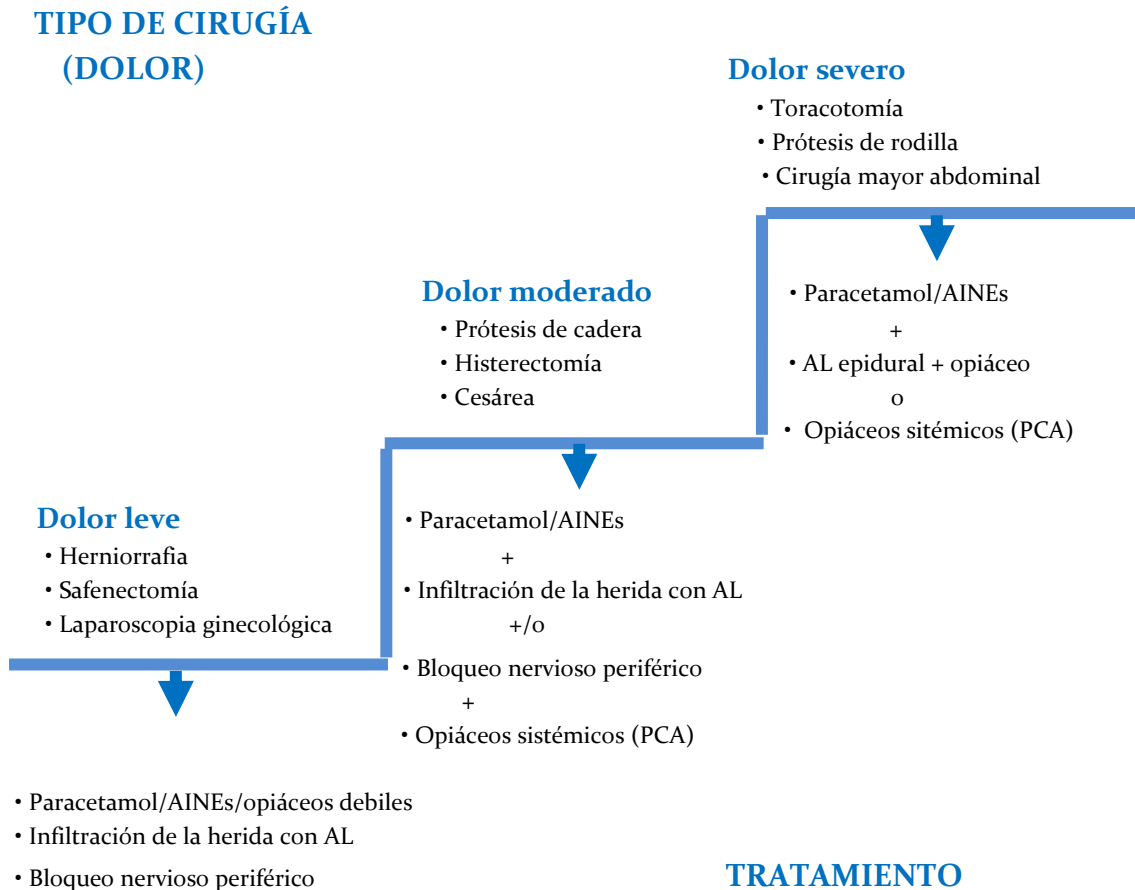 TIPO DE CIRUGÍA
(DOLOR)
Dolor severo
• Toracotomía
• Prótesis de rodilla
• Cirugía mayor abdominal
• Paracetamol/AINEs
+
• AL epidural + opiáceo
o
• Opiáceos sitémicos (PCA)
Dolor moderado
• Prótesis de cadera
• Histerectomía
• Cesárea
• Paracetamol/AINEs
+
• Infiltración de la herida con AL
+/o
• Bloqueo nervioso periférico
+
• Opiáceos sistémicos (PCA)
Dolor leve
• Herniorrafia
• Safenectomía
• Laparoscopia ginecológica
• Paracetamol/AINEs/opiáceos debiles
• Infiltración de la herida con AL
• Bloqueo nervioso periférico
TRATAMIENTO